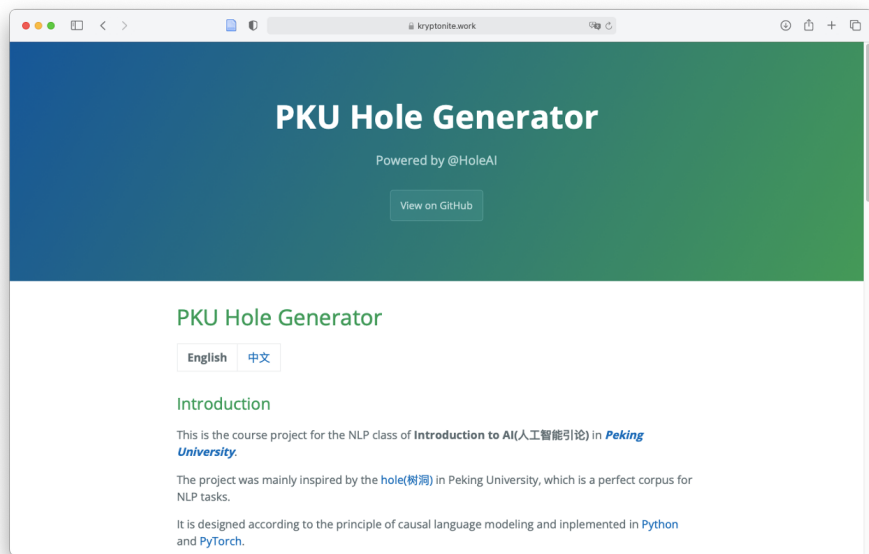 kryptonite.work
PKU Hole Generator
Powered by @HoleAI
View on GitHub
PKU Hole Generator
English 中文
Introduction
This is the course project for the NLP class of Introduction to AI(人工智能引论) in Peking
University.
The project was mainly inspired by the hole(树洞) in Peking University, which is a perfect corpus for
NLP tasks.
It is designed according to the principle of causal language modeling and inplemented in Python
and PyTorch.